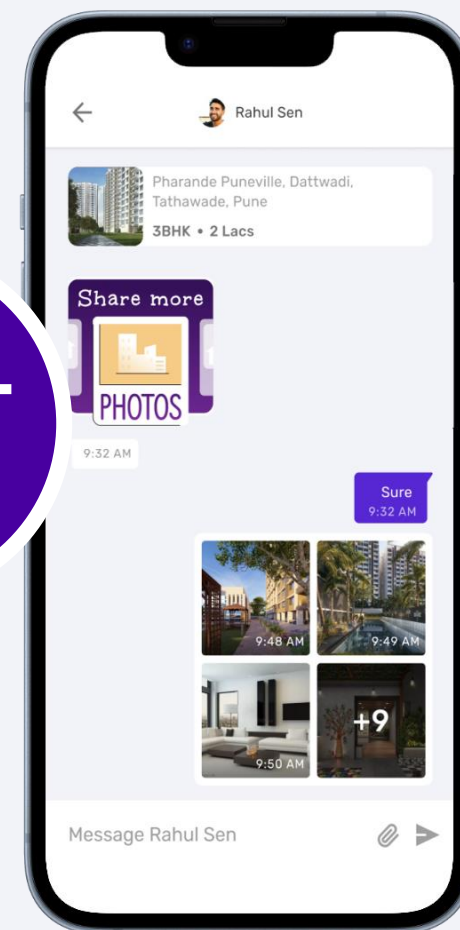 Rahul Sen
Pharande Puneville, Dattwadi,
Tathawade, Pune
3BHK • 2 Lacs
Share more
PHOTOS
9:32 AM
Sure
9:32 AM
9:48 AM
9:49 AM
9:50 AM
+9
Message Rahul Sen